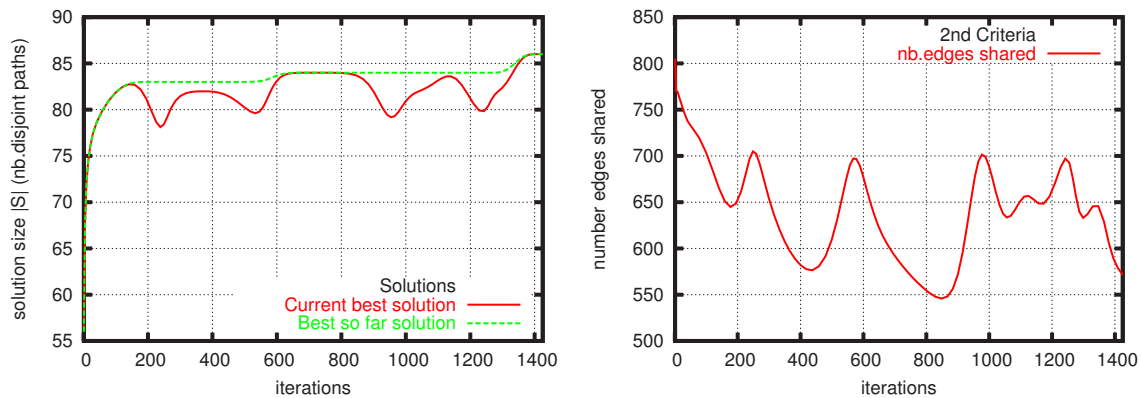 90
85
80
75
70
65
60
55
solution size |S| (nb.disjoint paths)
Solutions
Current best solution
Best so far solution
0 200 400 600 800 1000 1200 1400
iterations
850
800
750
700
650
600
550
500
number edges shared
2nd Criteria
nb.edges shared
0 200 400 600 800 1000 1200 1400
iterations